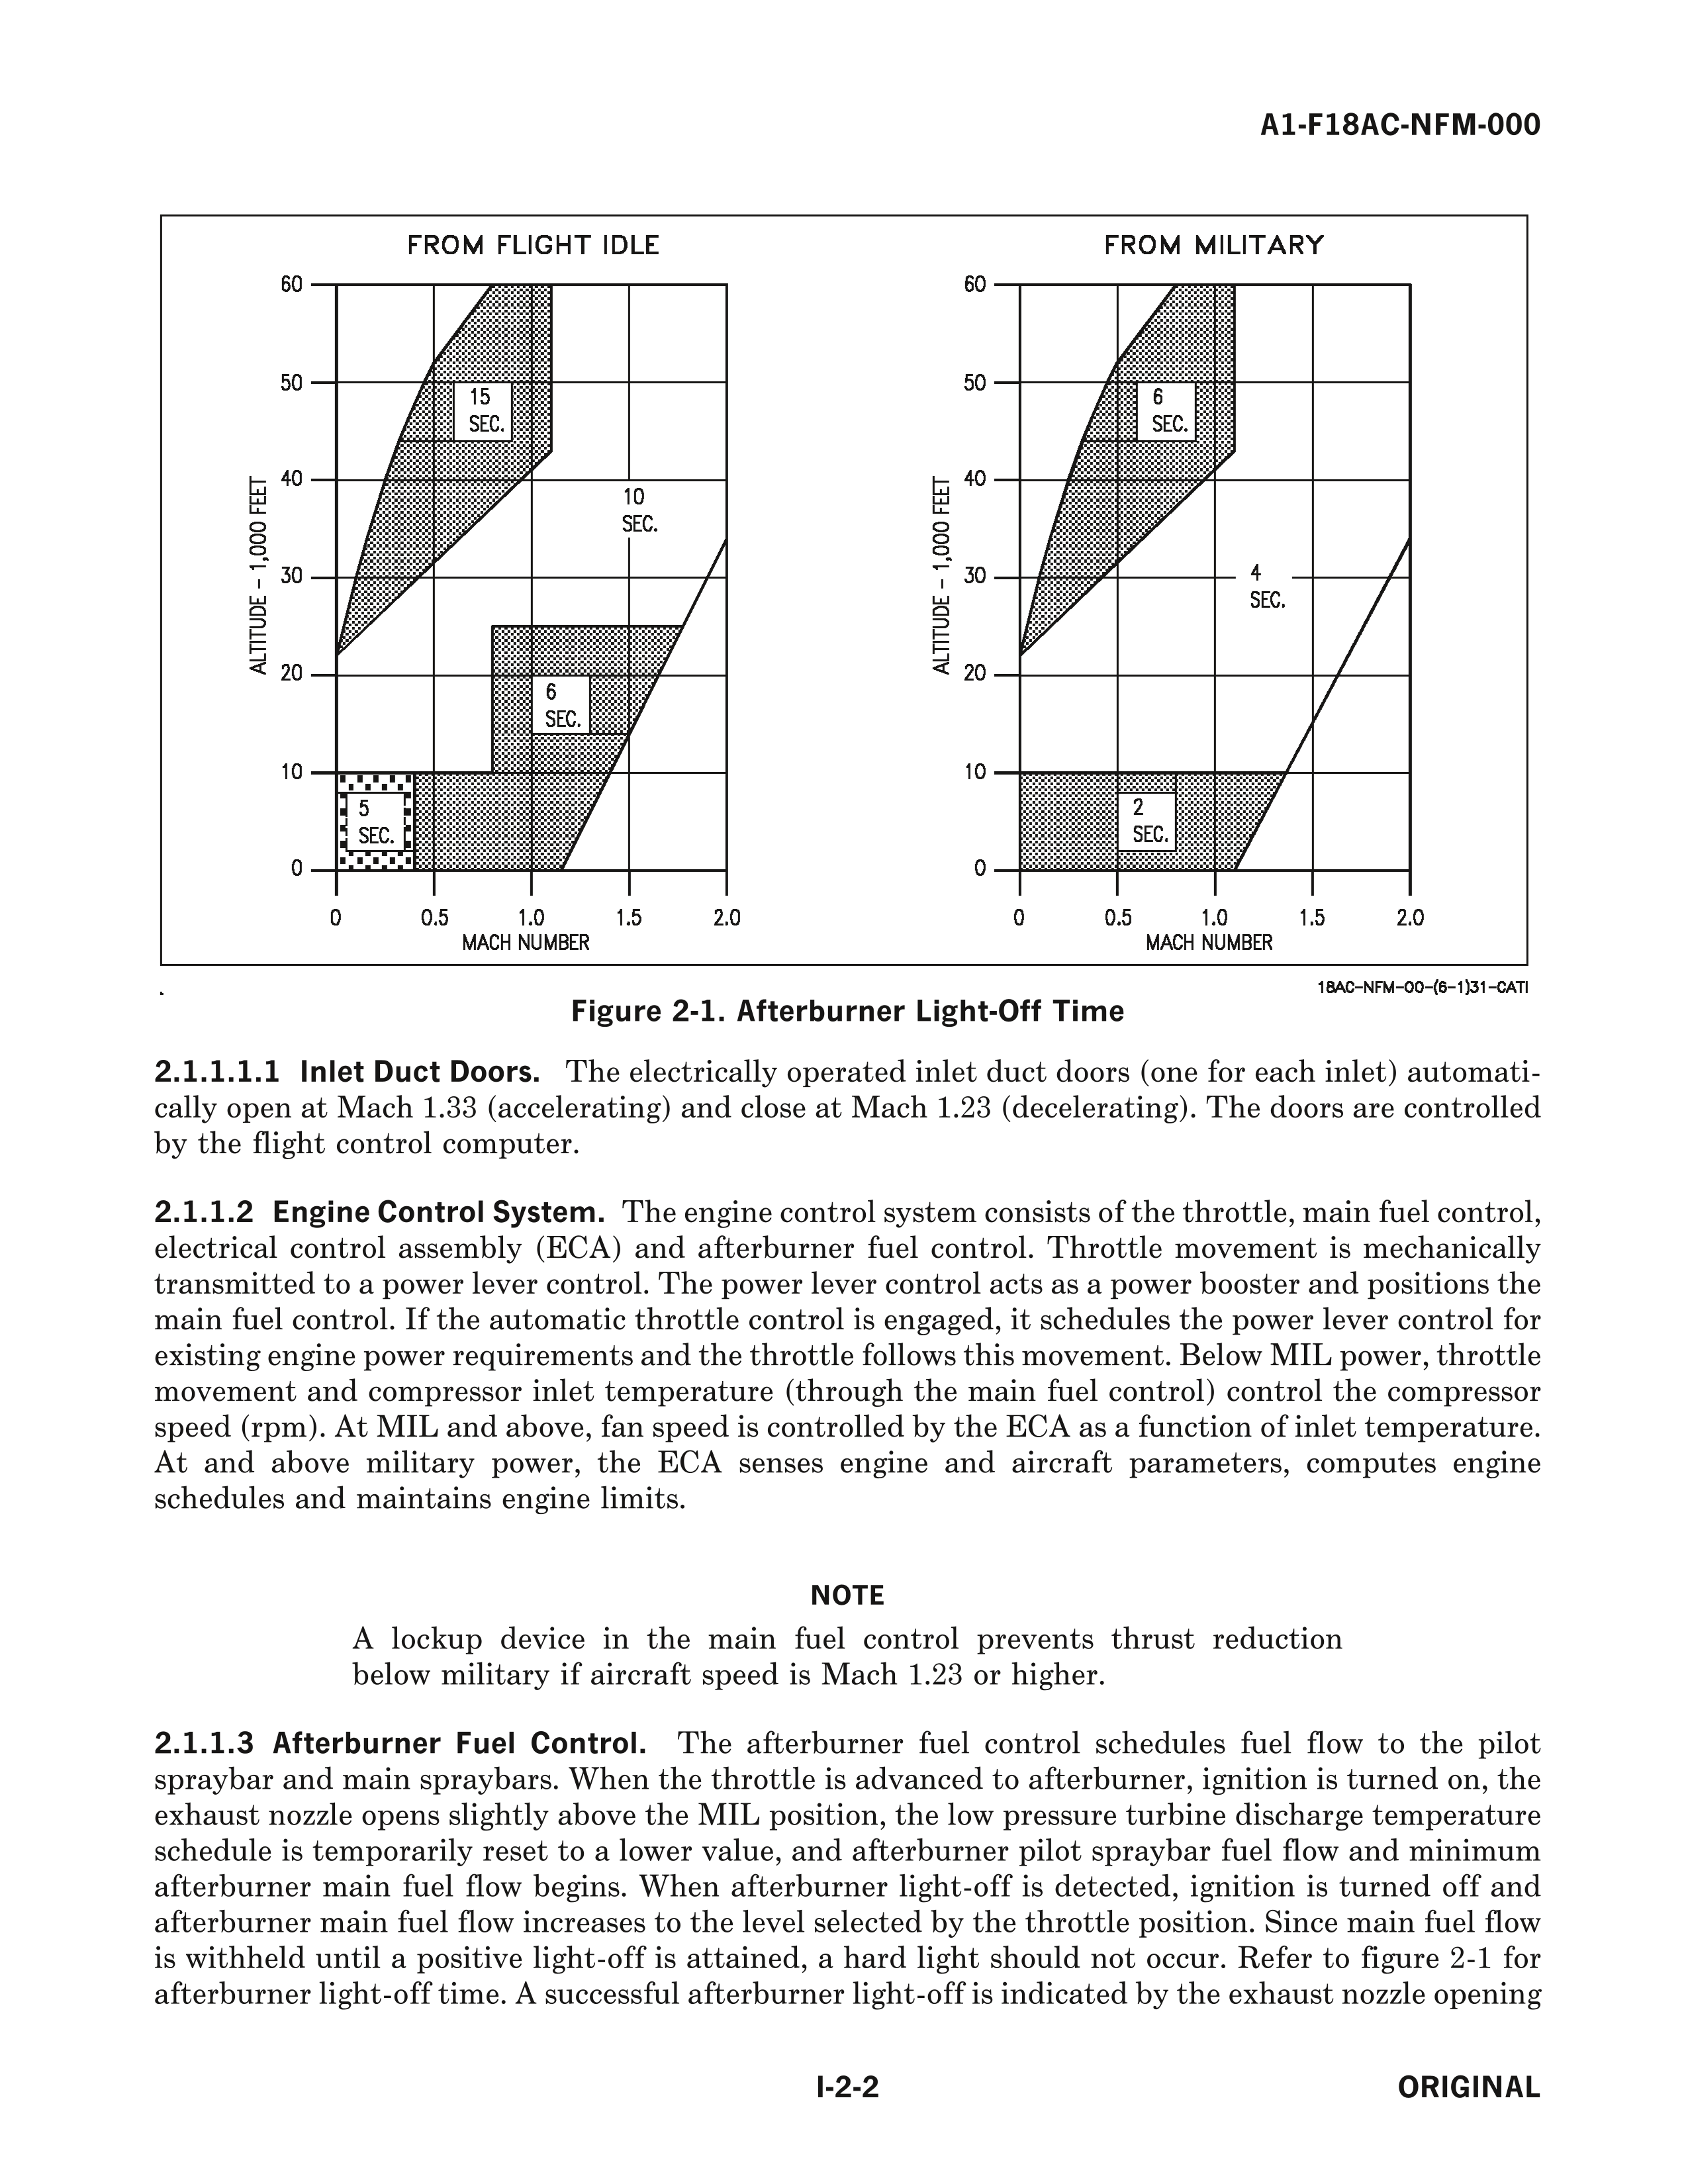 A1-F18AC-NFM-000
FROM FLIGHT IDLE
60
50
40
30
20
10
0
ALTITUDE - 1,000 FEET
15
SEC.
10
SEC.
6
SEC.
5
SEC.
0
0.5
1.0
1.5
2.0
MACH NUMBER
FROM MILITARY
60
50
40
30
20
10
0
ALTITUDE - 1,000 FEET
6
SEC.
4
SEC.
2
SEC.
0
0.5
1.0
1.5
2.0
MACH NUMBER
18AC-NFM-00-(6-1)31-CATI
Figure 2-1. Afterburner Light-Off Time
2.1.1.1.1 Inlet Duct Doors. The electrically operated inlet duct doors (one for each inlet) automati-
cally open at Mach 1.33 (accelerating) and close at Mach 1.23 (decelerating). The doors are controlled
by the flight control computer.
2.1.1.2 Engine Control System. The engine control system consists of the throttle, main fuel control,
electrical control assembly (ECA) and afterburner fuel control. Throttle movement is mechanically
transmitted to a power lever control. The power lever control acts as a power booster and positions the
main fuel control. If the automatic throttle control is engaged, it schedules the power lever control for
existing engine power requirements and the throttle follows this movement. Below MIL power, throttle
movement and compressor inlet temperature (through the main fuel control) control the compressor
speed (rpm). At MIL and above, fan speed is controlled by the ECA as a function of inlet temperature.
At and above military power, the ECA senses engine and aircraft parameters, computes engine
schedules and maintains engine limits.
NOTE
A lockup device in the main fuel control prevents thrust reduction
below military if aircraft speed is Mach 1.23 or higher.
2.1.1.3 Afterburner Fuel Control. The afterburner fuel control schedules fuel flow to the pilot
spraybar and main spraybars. When the throttle is advanced to afterburner, ignition is turned on, the
exhaust nozzle opens slightly above the MIL position, the low pressure turbine discharge temperature
schedule is temporarily reset to a lower value, and afterburner pilot spraybar fuel flow and minimum
afterburner main fuel flow begins. When afterburner light-off is detected, ignition is turned off and
afterburner main fuel flow increases to the level selected by the throttle position. Since main fuel flow
is withheld until a positive light-off is attained, a hard light should not occur. Refer to figure 2-1 for
afterburner light-off time. A successful afterburner light-off is indicated by the exhaust nozzle opening
I-2-2
ORIGINAL